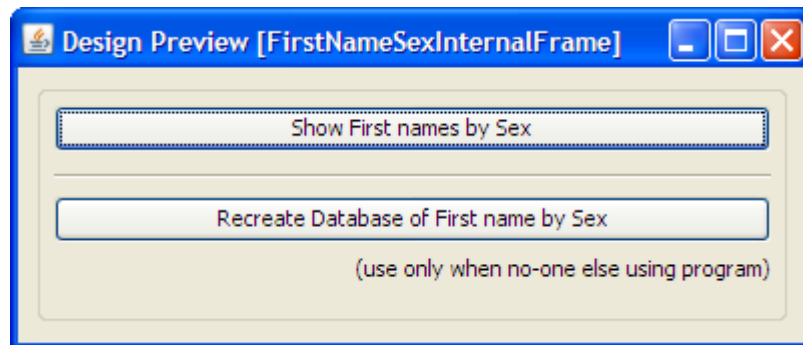 Design Preview [FirstNameSexInternalFrame]
Show First names by Sex
Recreate Database of First name by Sex
(use only when no-one else using program)